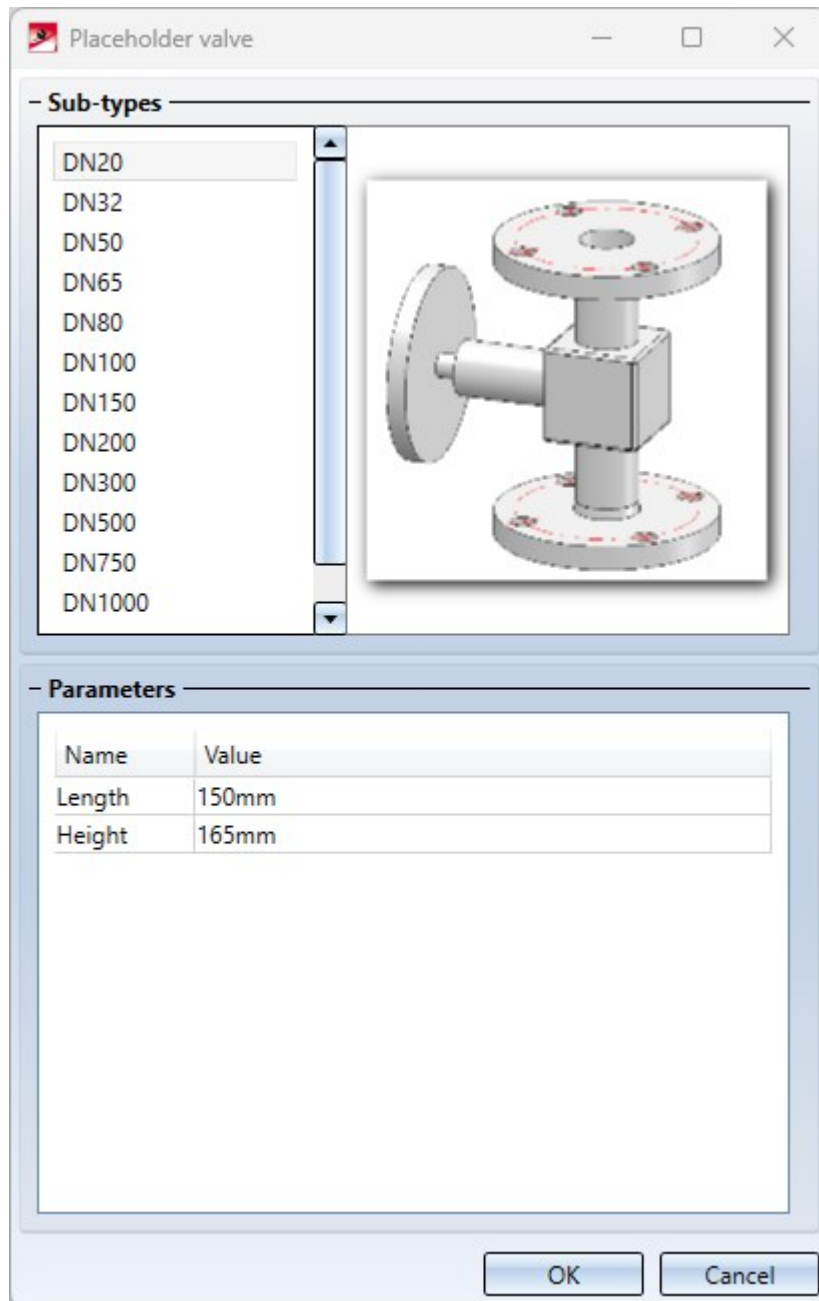 Placeholder valve
Sub-types
DN20
DN32
DN50
DN65
DN80
DN100
DN150
DN200
DN300
DN500
DN750
DN1000
Parameters
Name Value
Length 150mm
Height 165mm
OK Cancel